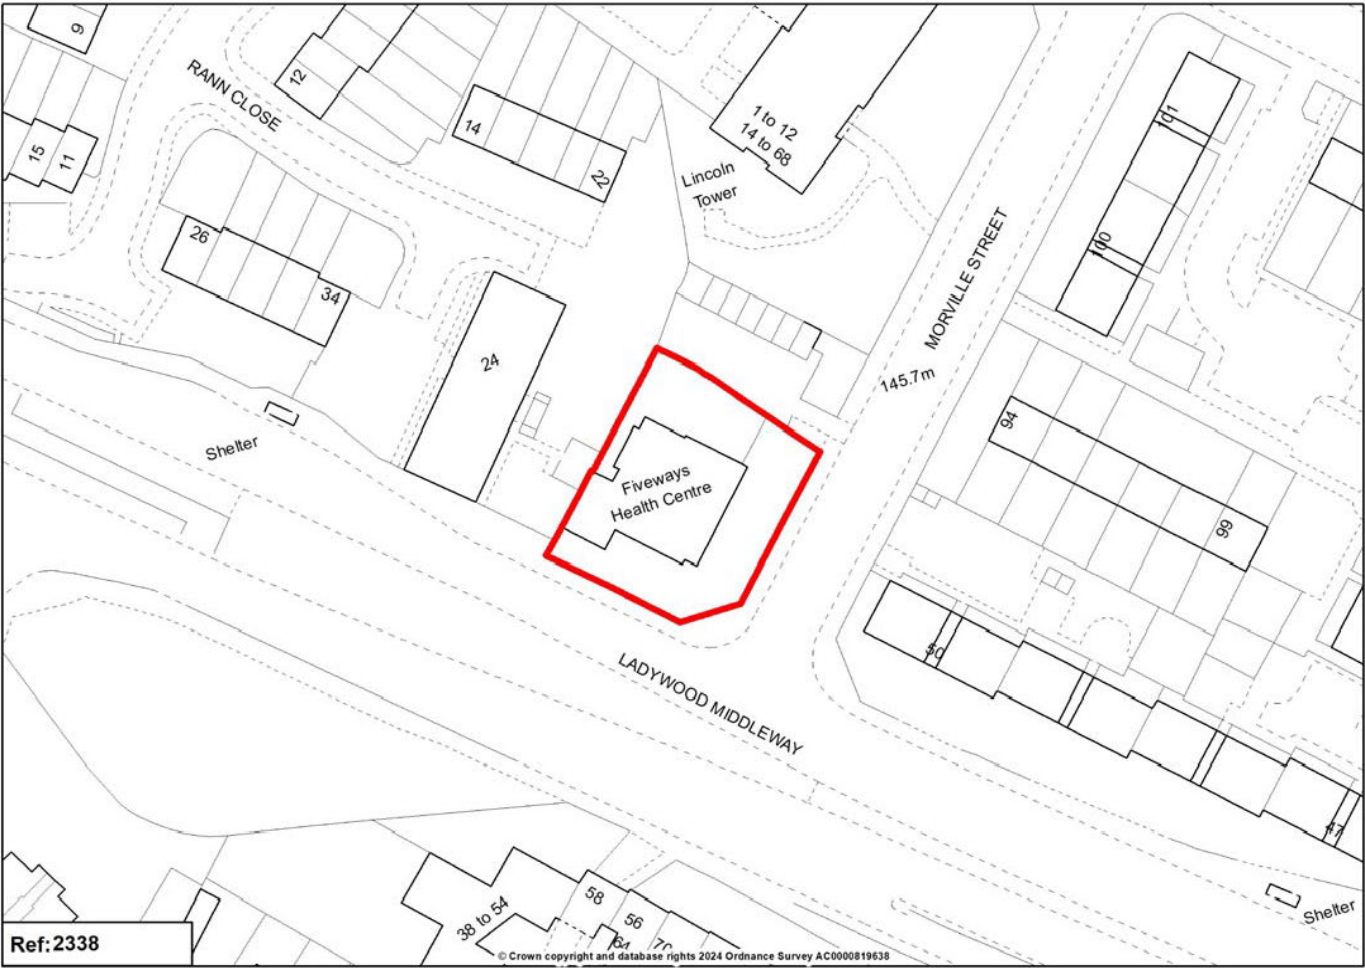 9
RANN CLOSE
12
14
22
15
11
26
34
24
1 to 12
14 to 68
Lincoln
Tower
101
100
MORVILLE STREET
145.7m
94
99
Shelter
Fiveways
Health Centre
50
LADYWOOD MIDDLEWAY
47
Shelter
38 to 54
58
56
64
70
Ref:2338
© Crown copyright and database rights 2024 Ordnance Survey AC0000819638